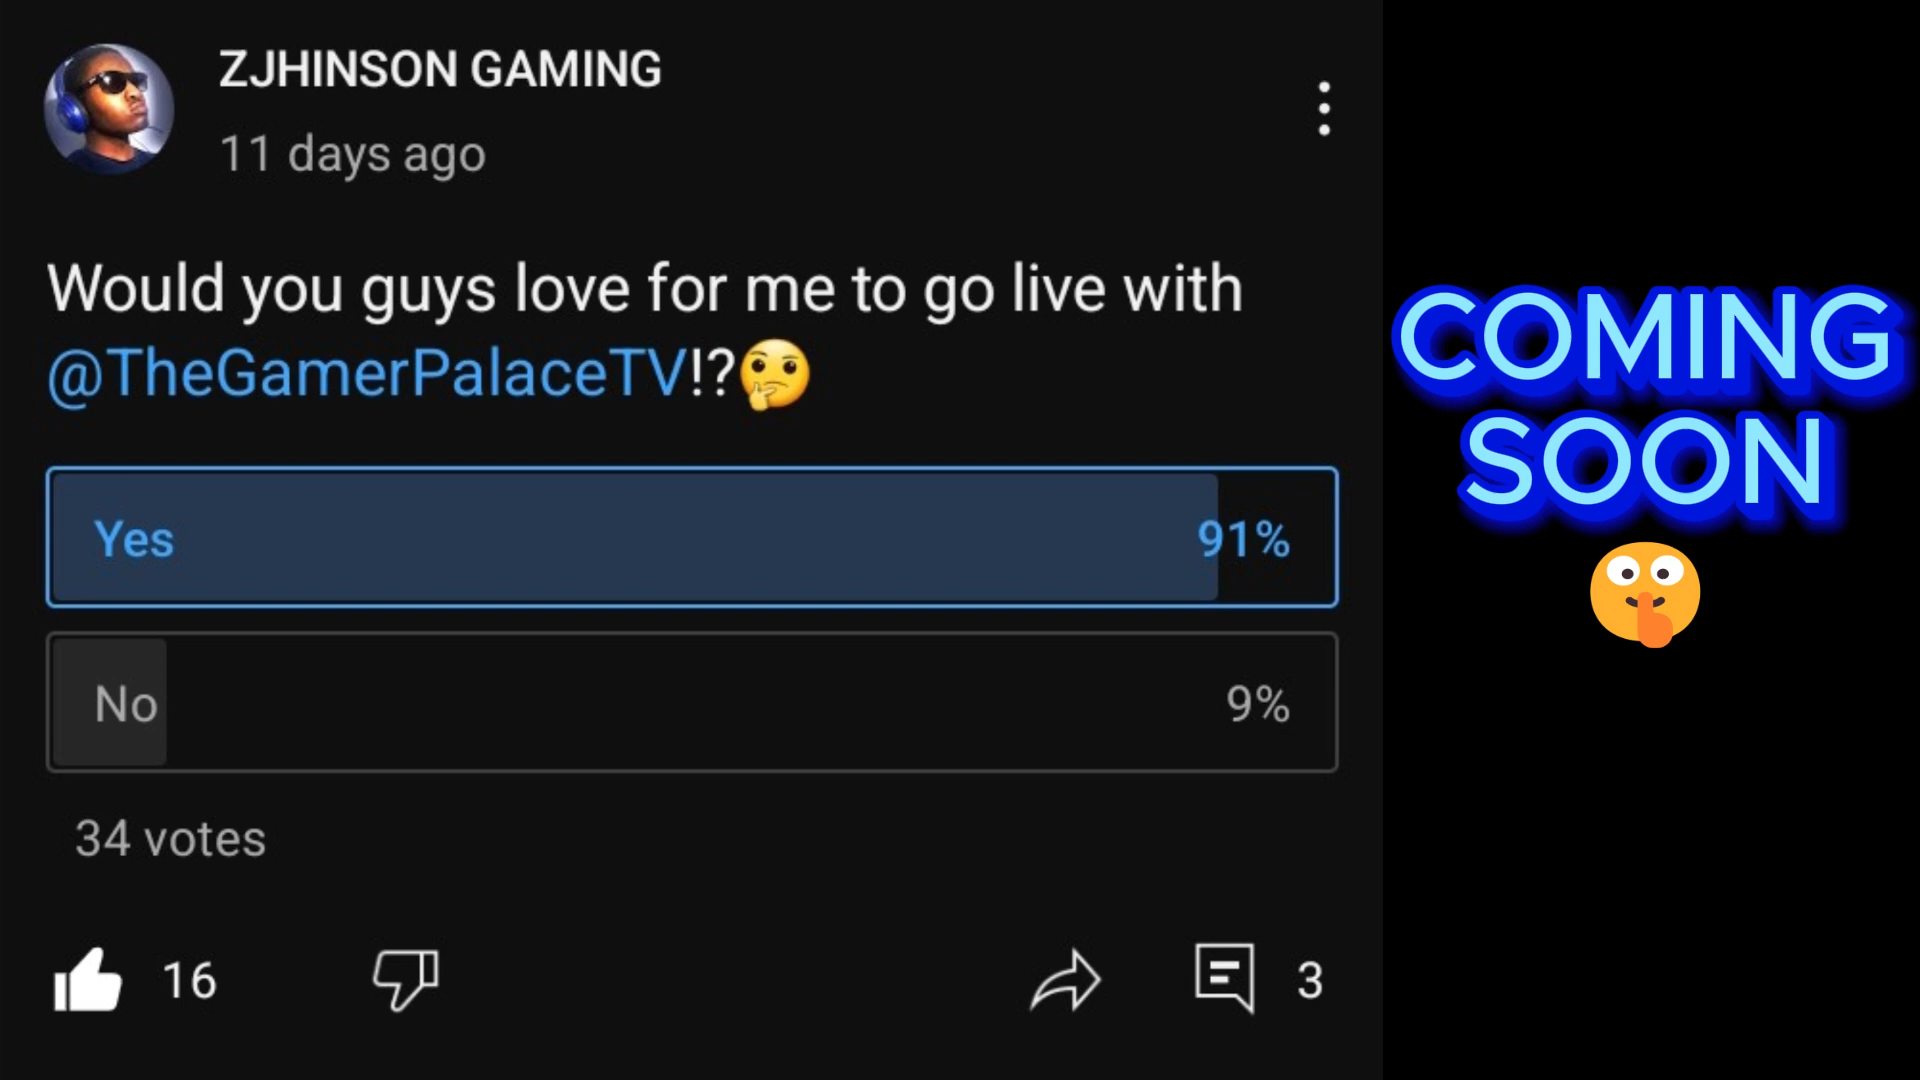 ZJHINSON GAMING
11 days ago
Would you guys love for me to go live with
@TheGamerPalaceTV!?🤔
Yes 91%
No 9%
34 votes
16
3
COMING
SOON